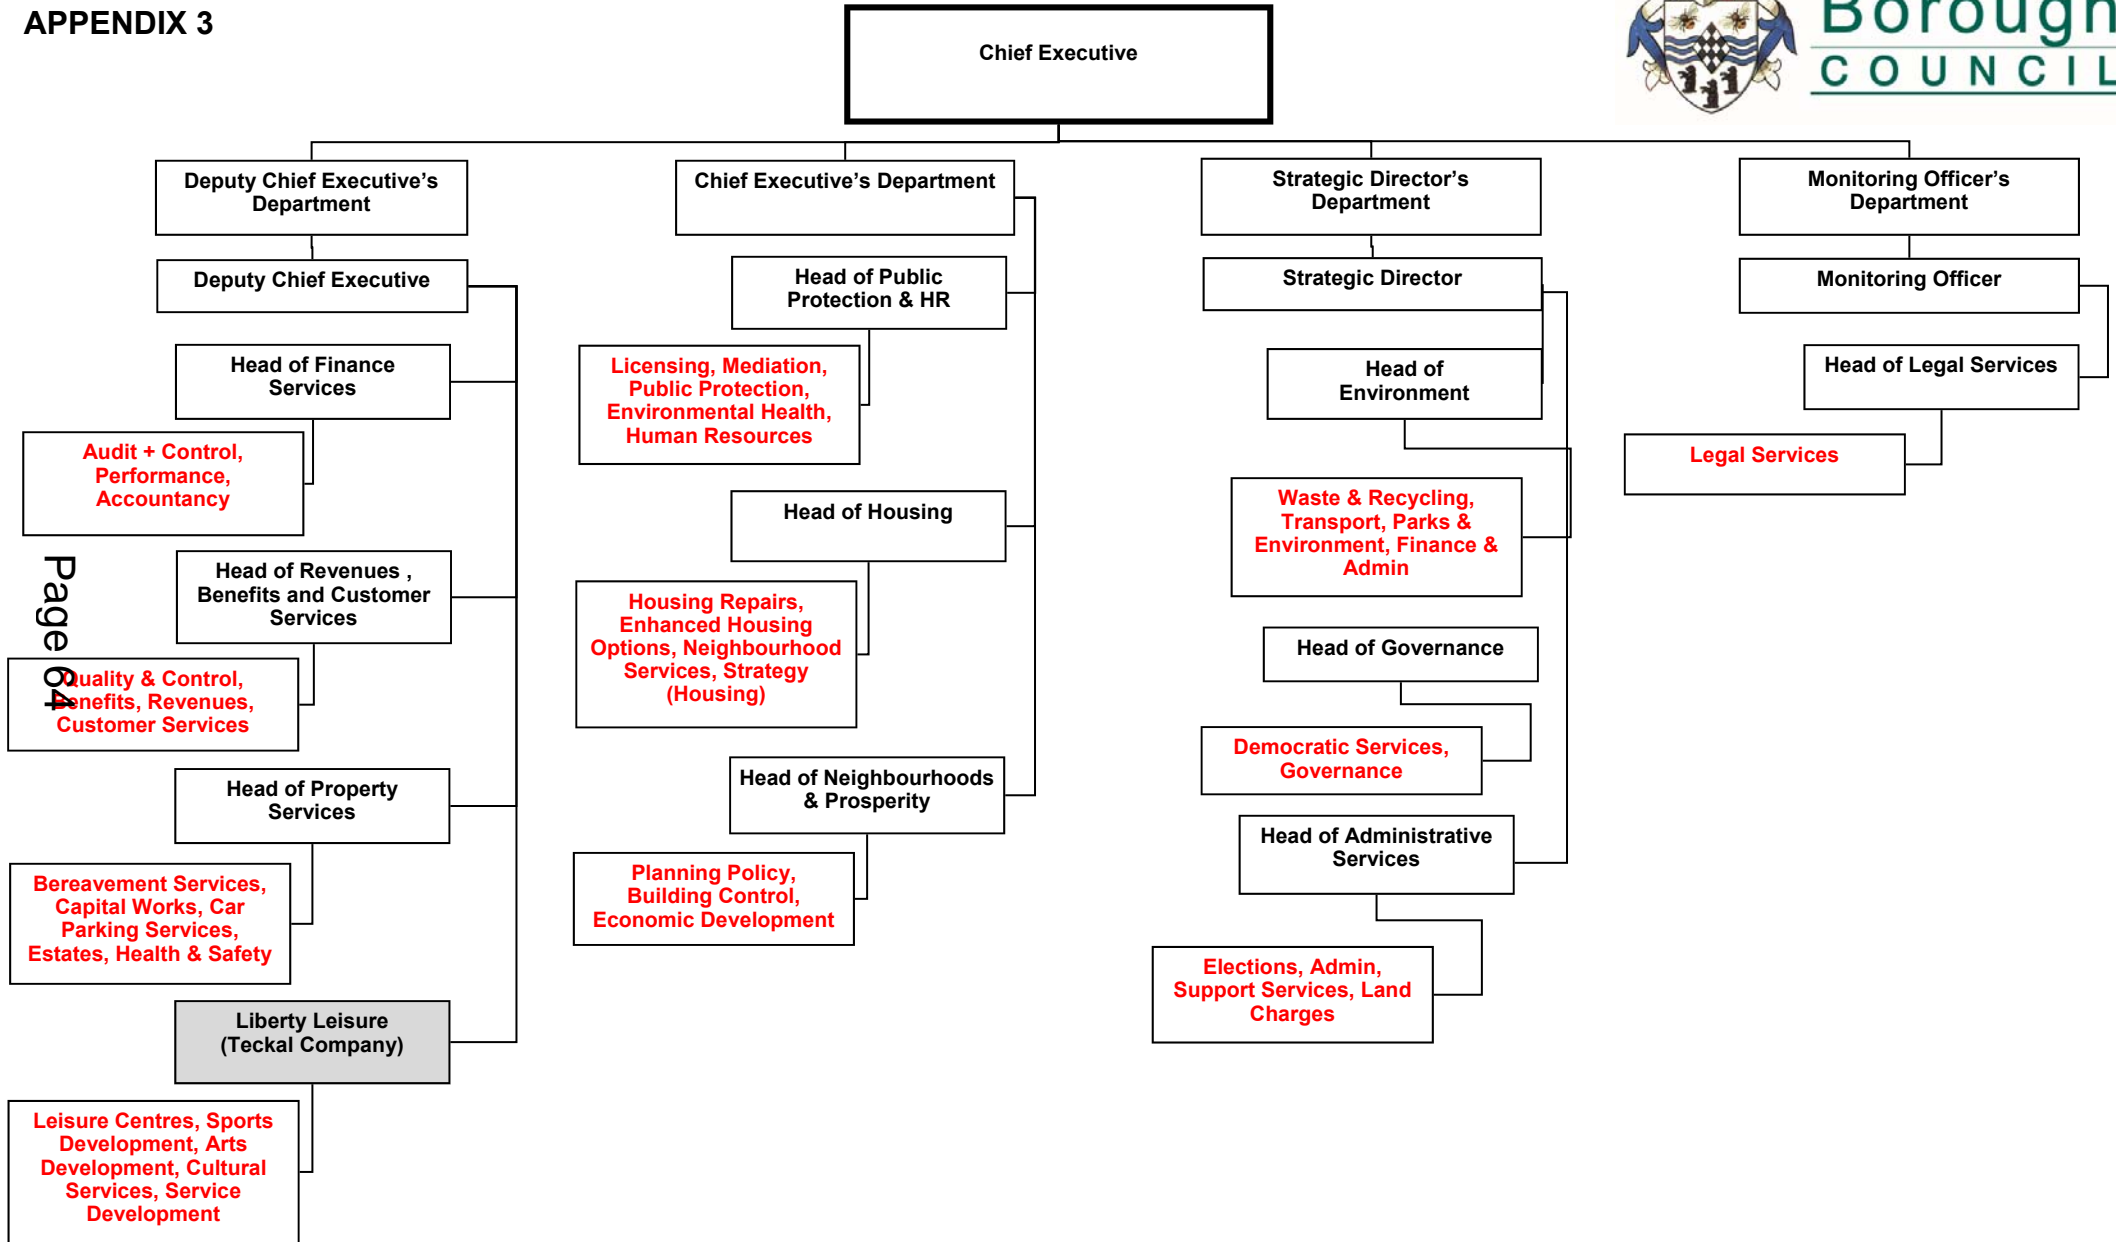 APPENDIX 3
Borough
COUNCIL
Chief Executive
Deputy Chief Executive's
Department
Deputy Chief Executive
Head of Finance
Services
Audit + Control,
Performance,
Accountancy
Head of Revenues ,
Benefits and Customer
Services
Quality & Control,
Benefits, Revenues,
Customer Services
Head of Property
Services
Bereavement Services,
Capital Works, Car
Parking Services,
Estates, Health & Safety
Liberty Leisure
(Teckal Company)
Leisure Centres, Sports
Development, Arts
Development, Cultural
Services, Service
Development
Chief Executive's Department
Head of Public
Protection & HR
Licensing, Mediation,
Public Protection,
Environmental Health,
Human Resources
Head of Housing
Housing Repairs,
Enhanced Housing
Options, Neighbourhood
Services, Strategy
(Housing)
Head of Neighbourhoods
& Prosperity
Planning Policy,
Building Control,
Economic Development
Strategic Director's
Department
Strategic Director
Head of
Environment
Waste & Recycling,
Transport, Parks &
Environment, Finance &
Admin
Head of Governance
Democratic Services,
Governance
Head of Administrative
Services
Elections, Admin,
Support Services, Land
Charges
Monitoring Officer's
Department
Monitoring Officer
Head of Legal Services
Legal Services
Page 64